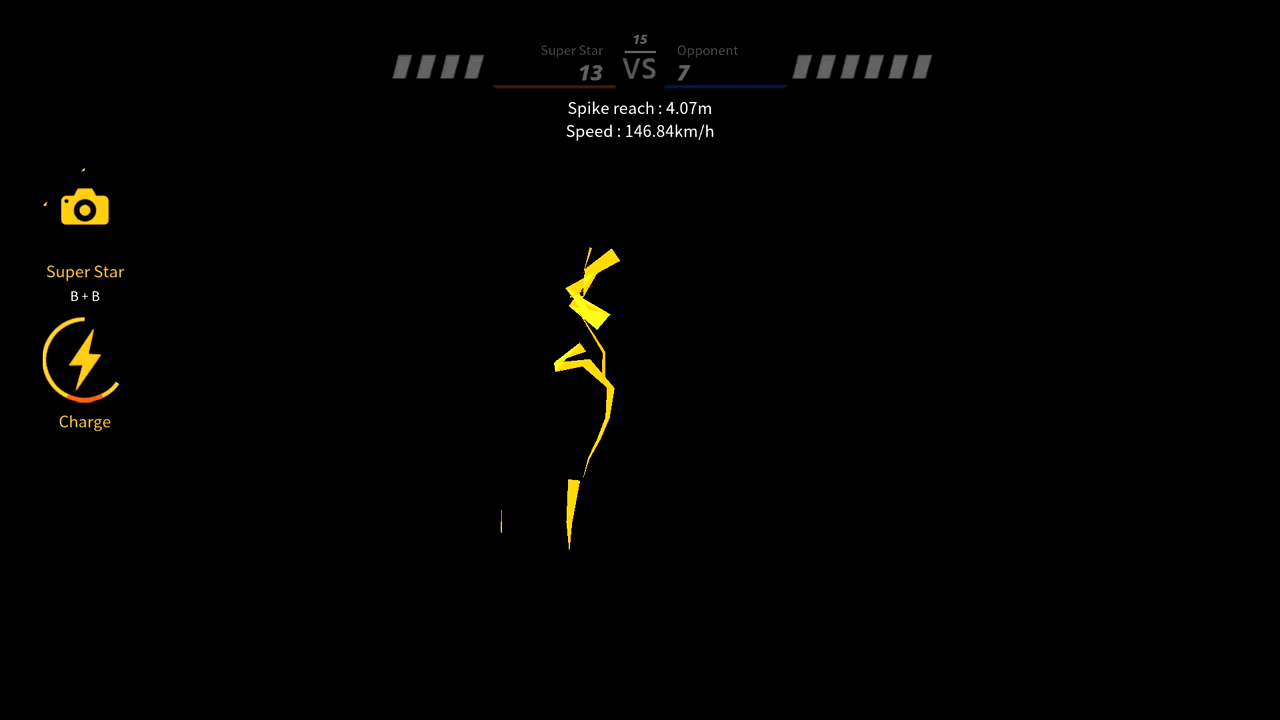 15
Super Star VS Opponent
13 7
Spike reach : 4.07m
Speed : 146.84km/h
Super Star
B + B
Charge